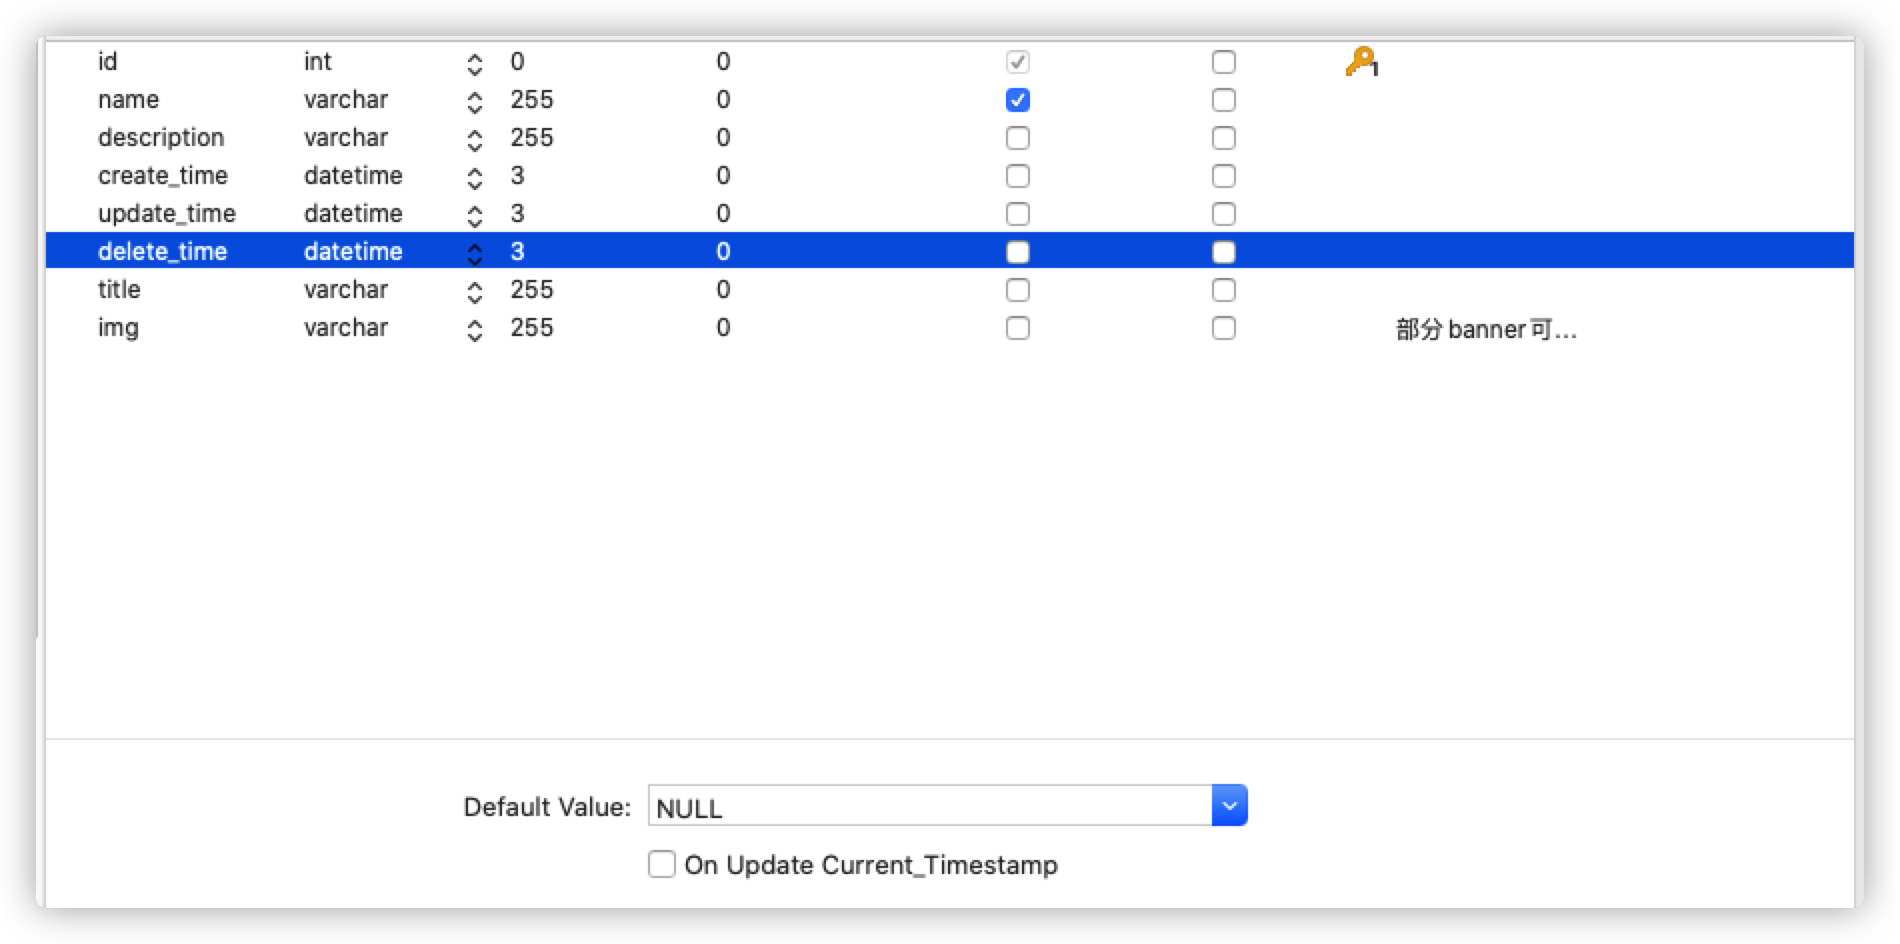 id int 0 0 1
name varchar 255 0
description varchar 255 0
create_time datetime 3 0
update_time datetime 3 0
delete_time datetime 3 0
title varchar 255 0
img varchar 255 0 部分 banner 可...
Default Value: NULL
On Update Current_Timestamp